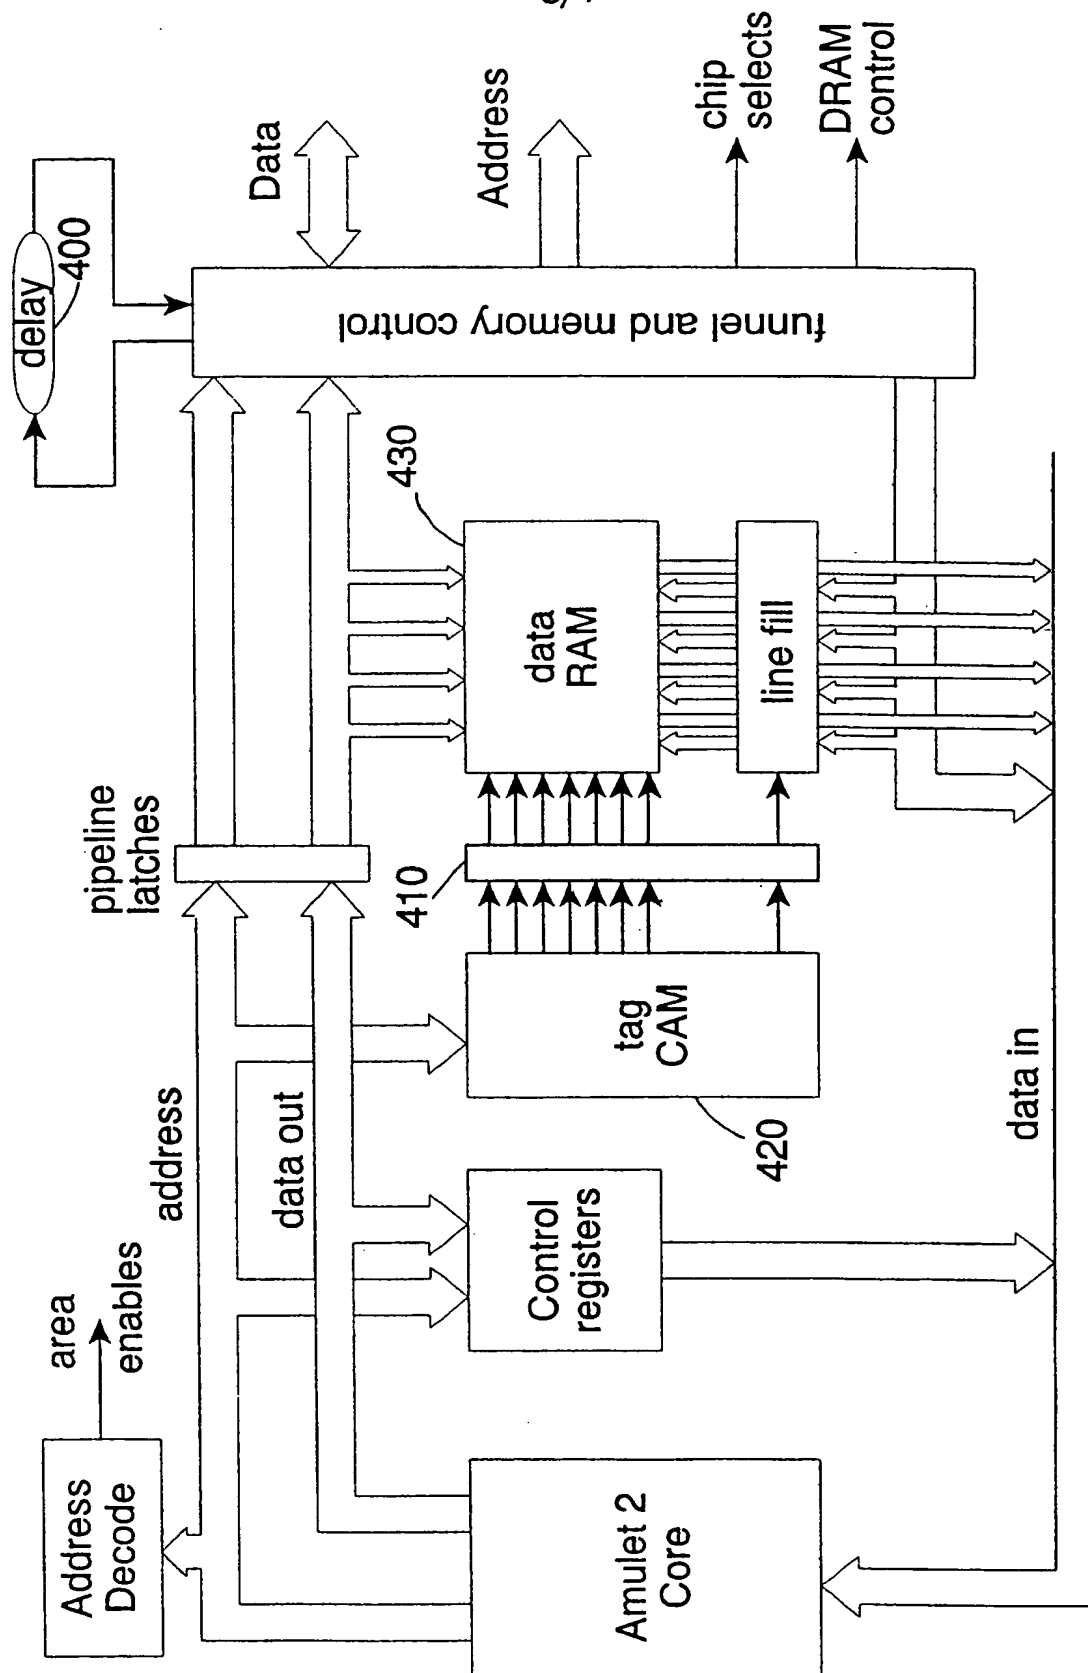 delay
400
Data
Address
chip
selects
DRAM
control
funnel and memory control
430
data
RAM
line fill
pipeline
latches
410
tag
CAM
420
address
data out
data in
area
enables
Control
registers
Address
Decode
Amulet 2
Core